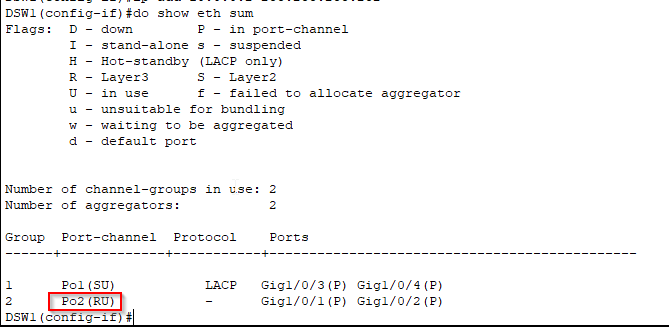 DSW1(config-if)#do show eth sum
Flags:  D - down        P - in port-channel
        I - stand-alone s - suspended
        H - Hot-standby (LACP only)
        R - Layer3      S - Layer2
        U - in use      f - failed to allocate aggregator
        u - unsuitable for bundling
        w - waiting to be aggregated
        d - default port
Number of channel-groups in use: 2
Number of aggregators:           2
Group  Port-channel  Protocol    Ports
------+-------------+-----------+----------------------------------------------
1      Po1(SU)           LACP   Gig1/0/3(P) Gig1/0/4(P)
2      Po2(RU)           -      Gig1/0/1(P) Gig1/0/2(P)
DSW1(config-if)#